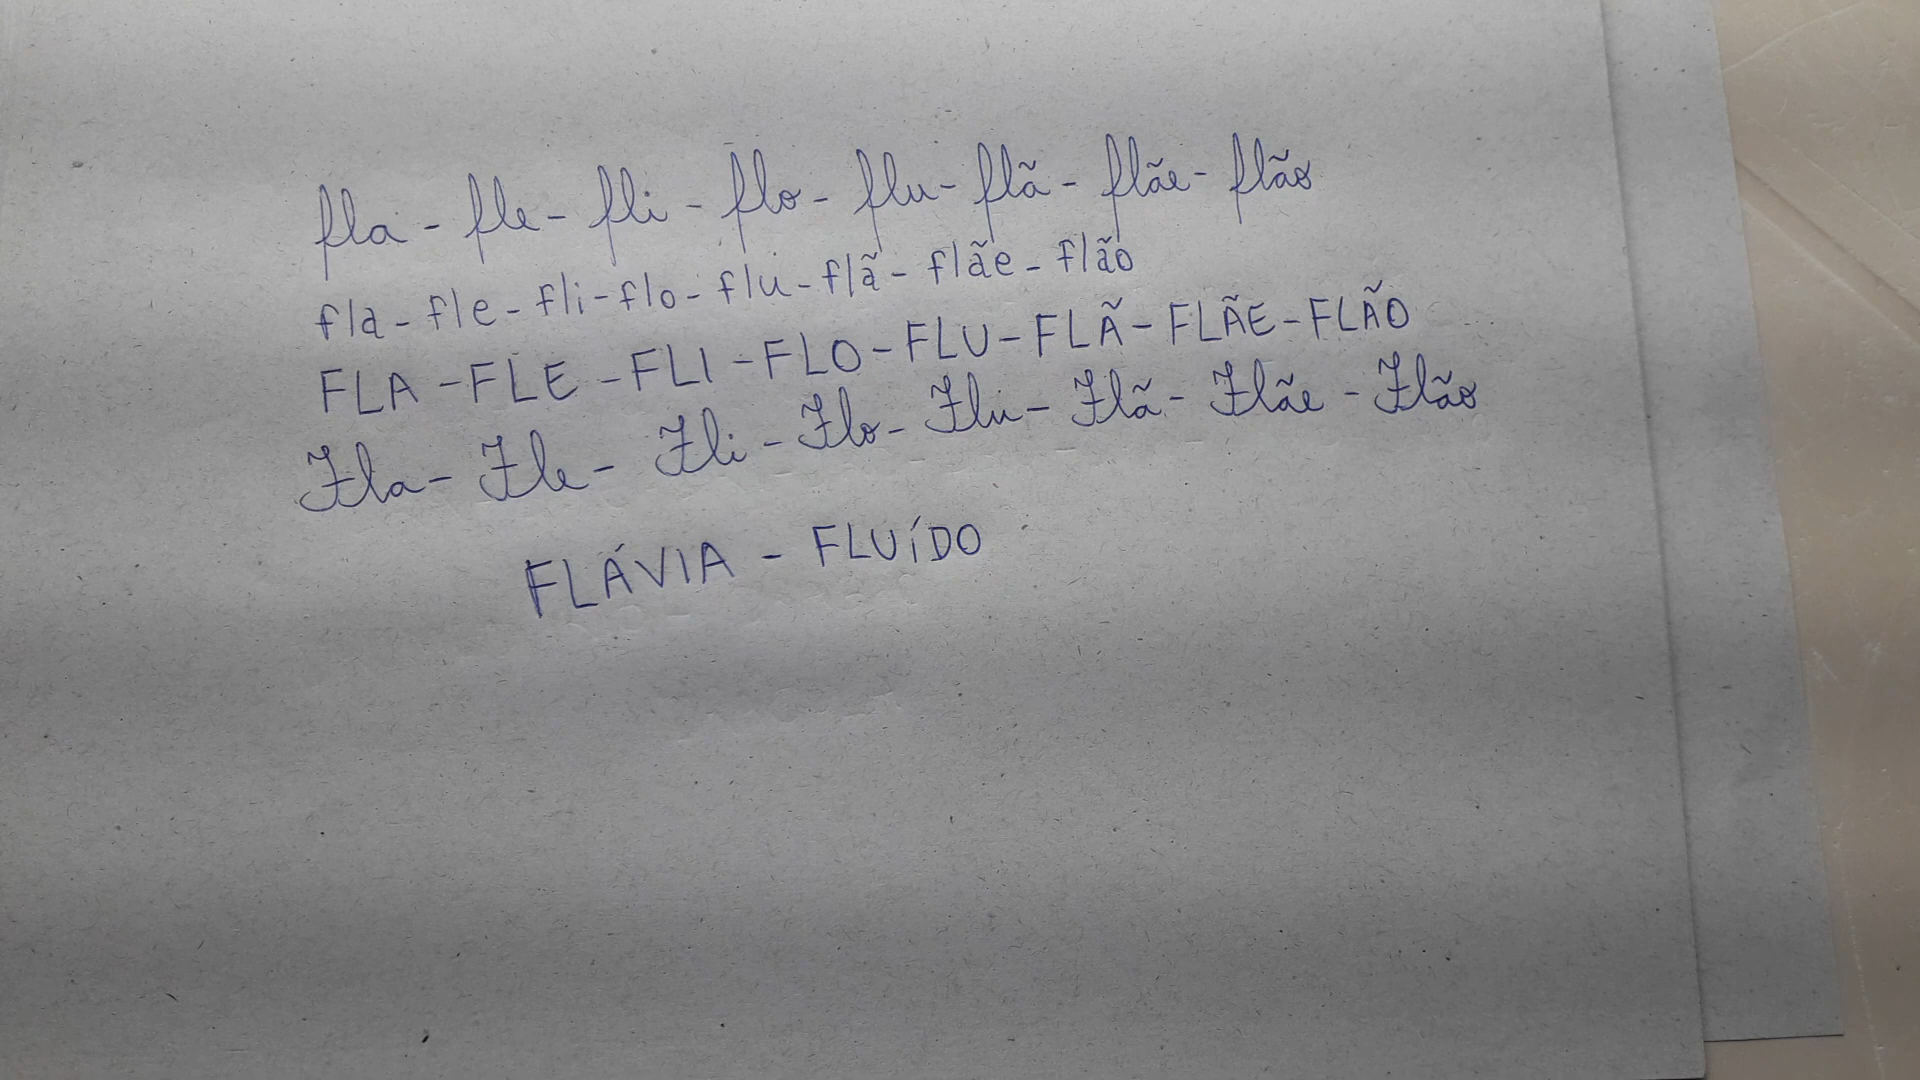 fla - fle - fli - flo - flu - flã - flãe - flão
fla - fle - fli - flo - flu - flã - flãe - flão
FLA - FLE - FLI - FLO - FLU - FLÃ - FLÃE - FLÃO
Fla - Fle - Fli - Flo - Flu - Flã - Flãe - Flão
FLÁVIA - FLUÍDO